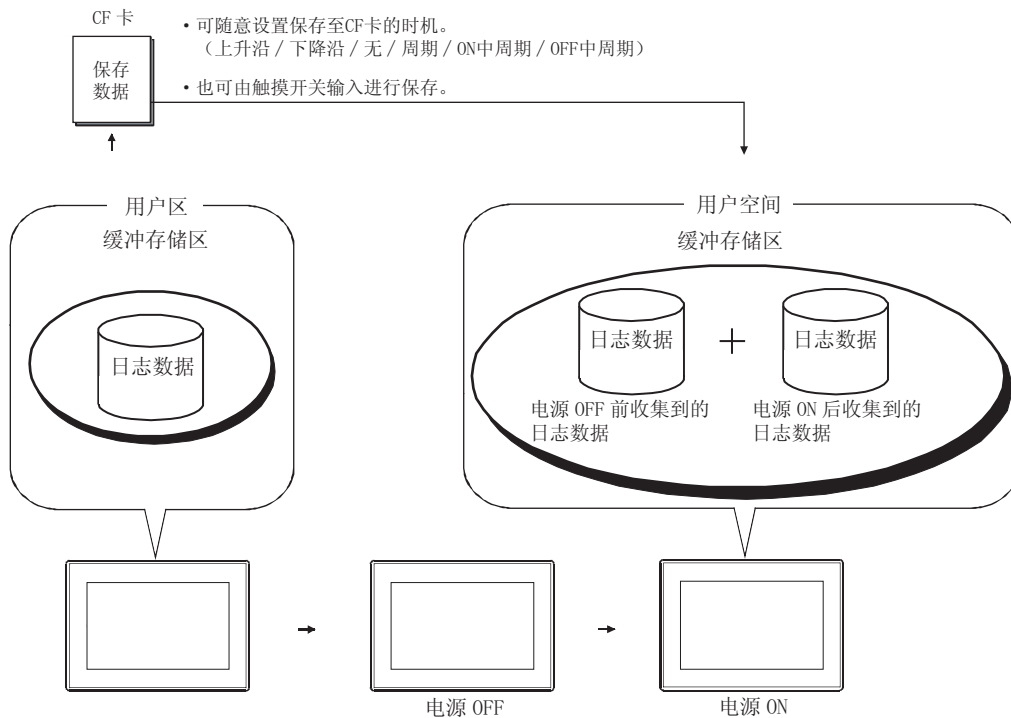 CF 卡
・可随意设置保存至CF卡的时机。
（上升沿／下降沿／无／周期／ON中周期／OFF中周期）
保存
数据
・也可由触摸开关输入进行保存。
用户区
缓冲存储区
日志数据
用户空间
缓冲存储区
日志数据
+
日志数据
电源 OFF 前收集到的
日志数据
电源 ON 后收集到的
日志数据
电源 OFF
电源 ON